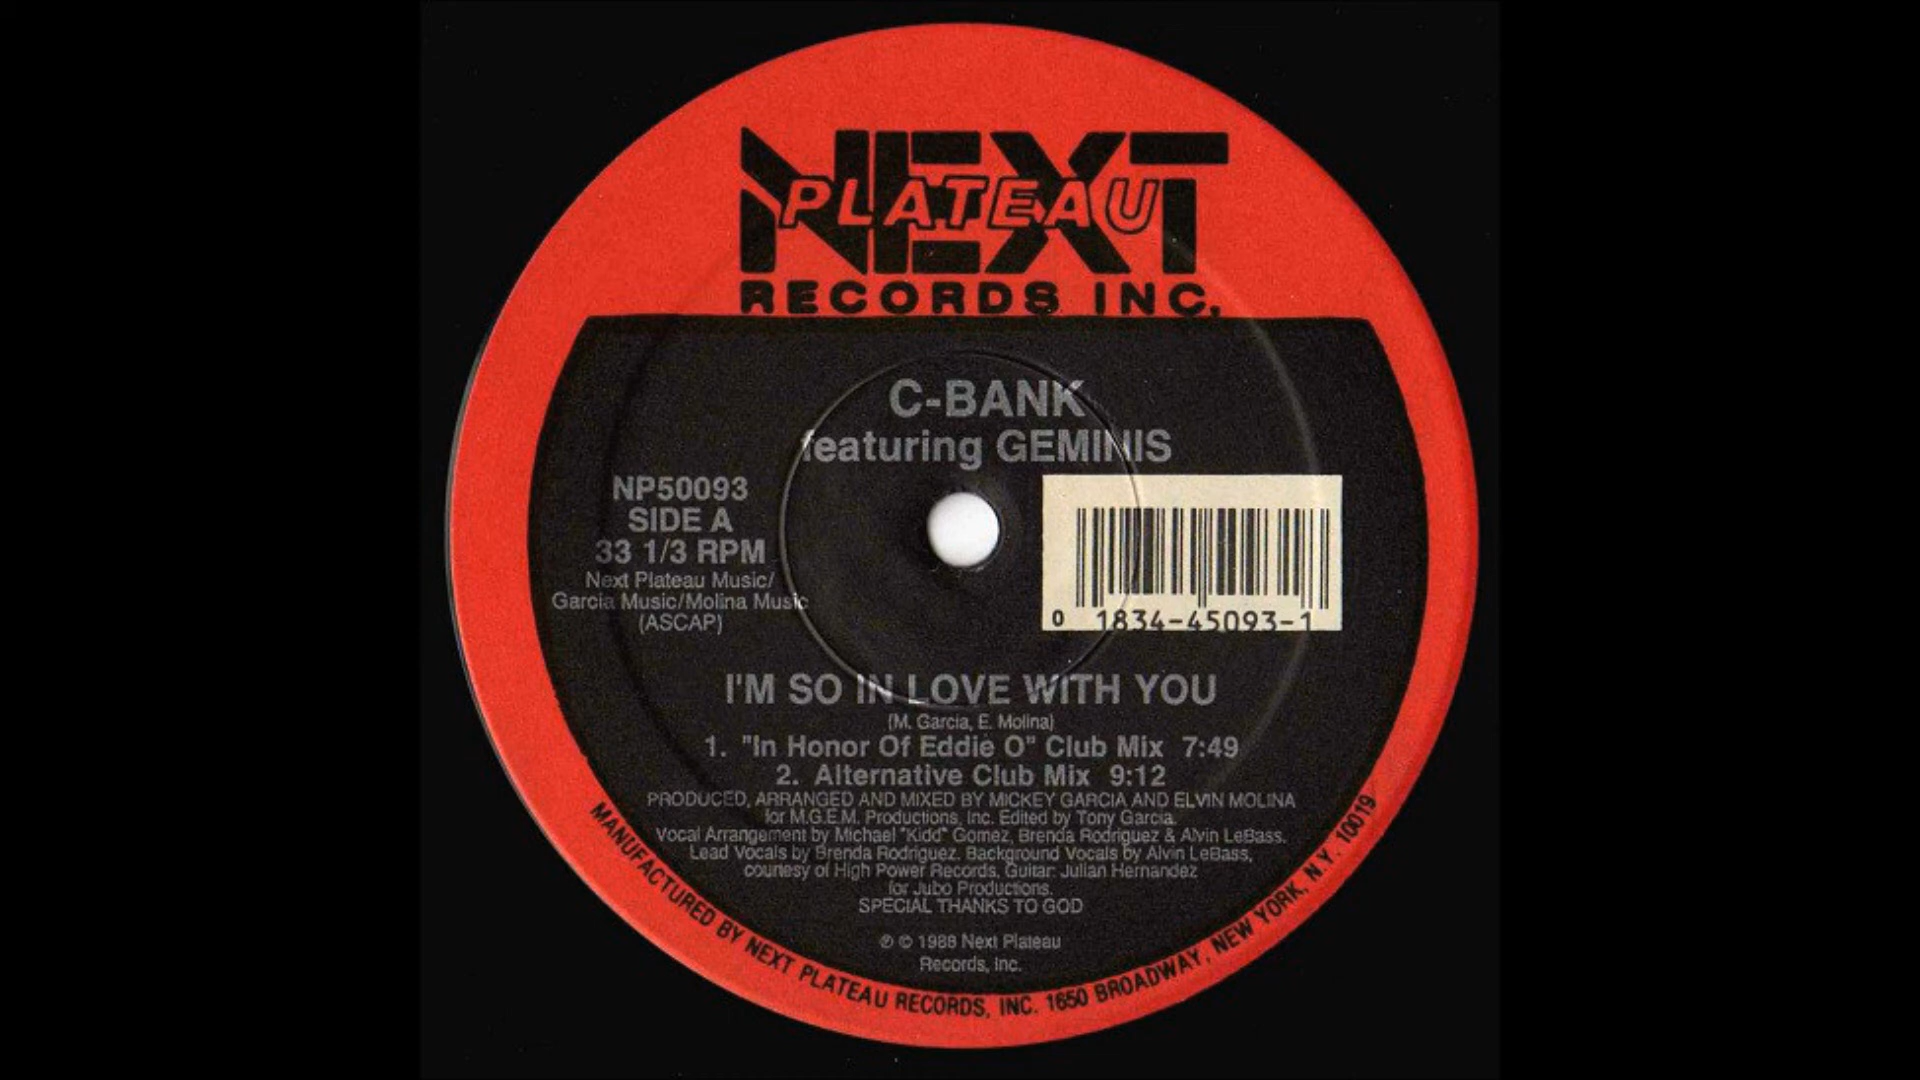 NEXT
PLATEAU
RECORDS INC.
C-BANK
featuring GEMINIS
NP50093
SIDE A
33 1/3 RPM
Next Plateau Music/
Garcia Music/Molina Music
(ASCAP)
0 1834-45093-1
I'M SO IN LOVE WITH YOU
(M. Garcia, E. Molina)
1. "In Honor Of Eddie O" Club Mix 7:49
2. Alternative Club Mix 9:12
PRODUCED, ARRANGED AND MIXED BY MICKEY GARCIA AND ELVIN MOLINA
for M.G.E.M. Productions, Inc. Edited by Tony Garcia.
Vocal Arrangement by Michael "Kidd" Gomez, Brenda Rodriguez & Alvin LeBass.
Lead Vocals by Brenda Rodriguez. Background Vocals by Alvin LeBass,
courtesy of High Power Records, Guitar: Julian Hernandez
for Jubo Productions.
SPECIAL THANKS TO GOD
℗ © 1988 Next Plateau
Records, Inc.
MANUFACTURED BY NEXT PLATEAU RECORDS, INC. 1650 BROADWAY, NEW YORK, N.Y. 10019